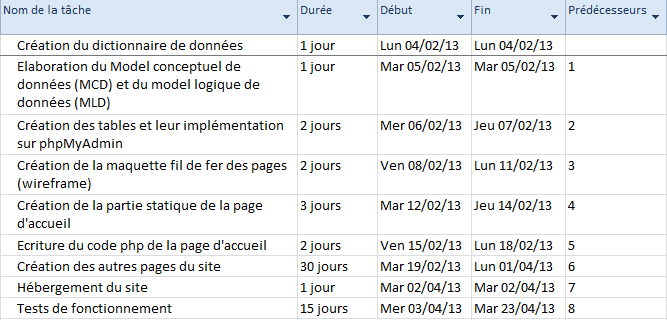 Nom de la tâche Durée Début Fin Prédécesseurs
Création du dictionnaire de données 1 jour Lun 04/02/13 Lun 04/02/13
Elaboration du Model conceptuel de 1 jour Mar 05/02/13 Mar 05/02/13 1
données (MCD) et du model logique de
données (MLD)
Création des tables et leur implémentation 2 jours Mer 06/02/13 Jeu 07/02/13 2
sur phpMyAdmin
Création de la maquette fil de fer des pages 2 jours Ven 08/02/13 Lun 11/02/13 3
(wireframe)
Création de la partie statique de la page 3 jours Mar 12/02/13 Jeu 14/02/13 4
d'accueil
Ecriture du code php de la page d'accueil 2 jours Ven 15/02/13 Lun 18/02/13 5
Création des autres pages du site 30 jours Mar 19/02/13 Lun 01/04/13 6
Hébergement du site 1 jour Mar 02/04/13 Mar 02/04/13 7
Tests de fonctionnement 15 jours Mer 03/04/13 Mar 23/04/13 8